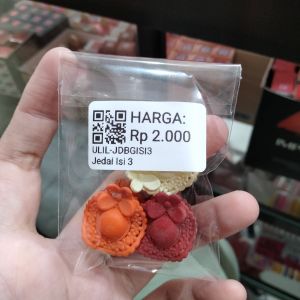 HARGA:
Rp 2.000
ULIL-JDBGISI3
Jedai Isi 3